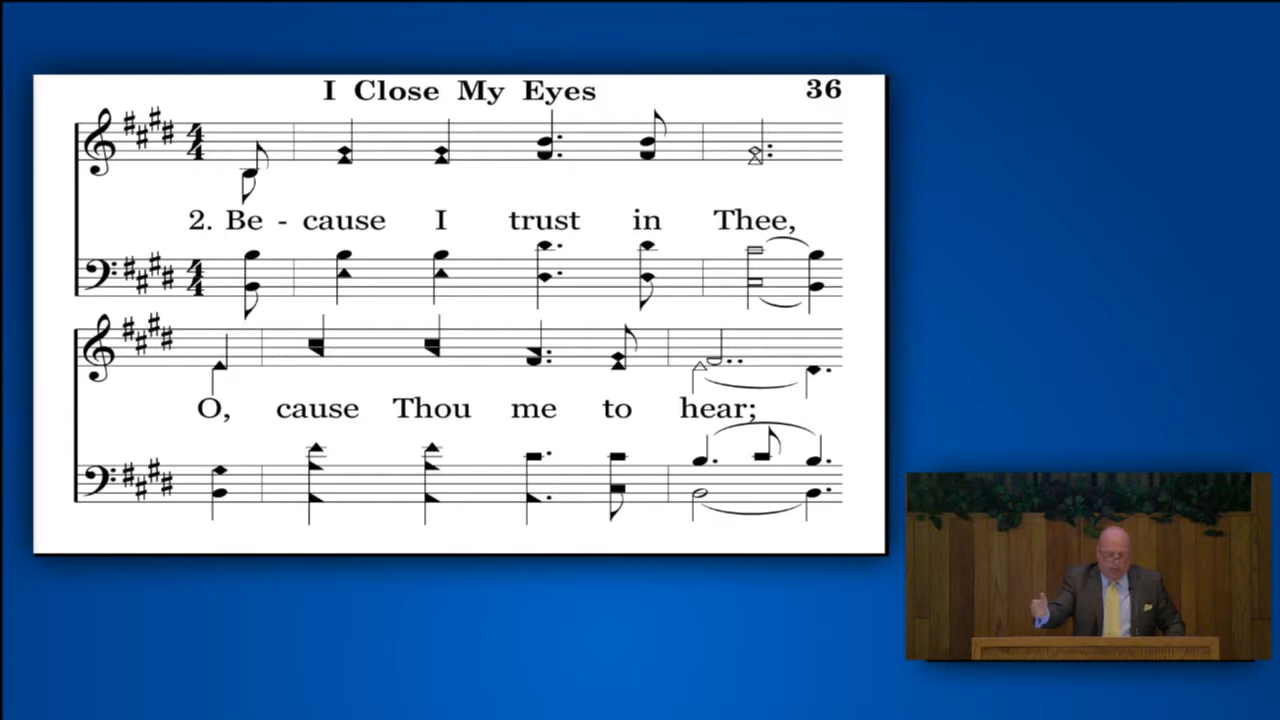 I Close My Eyes 36
2. Be - cause I trust in Thee,
O, cause Thou me to hear;